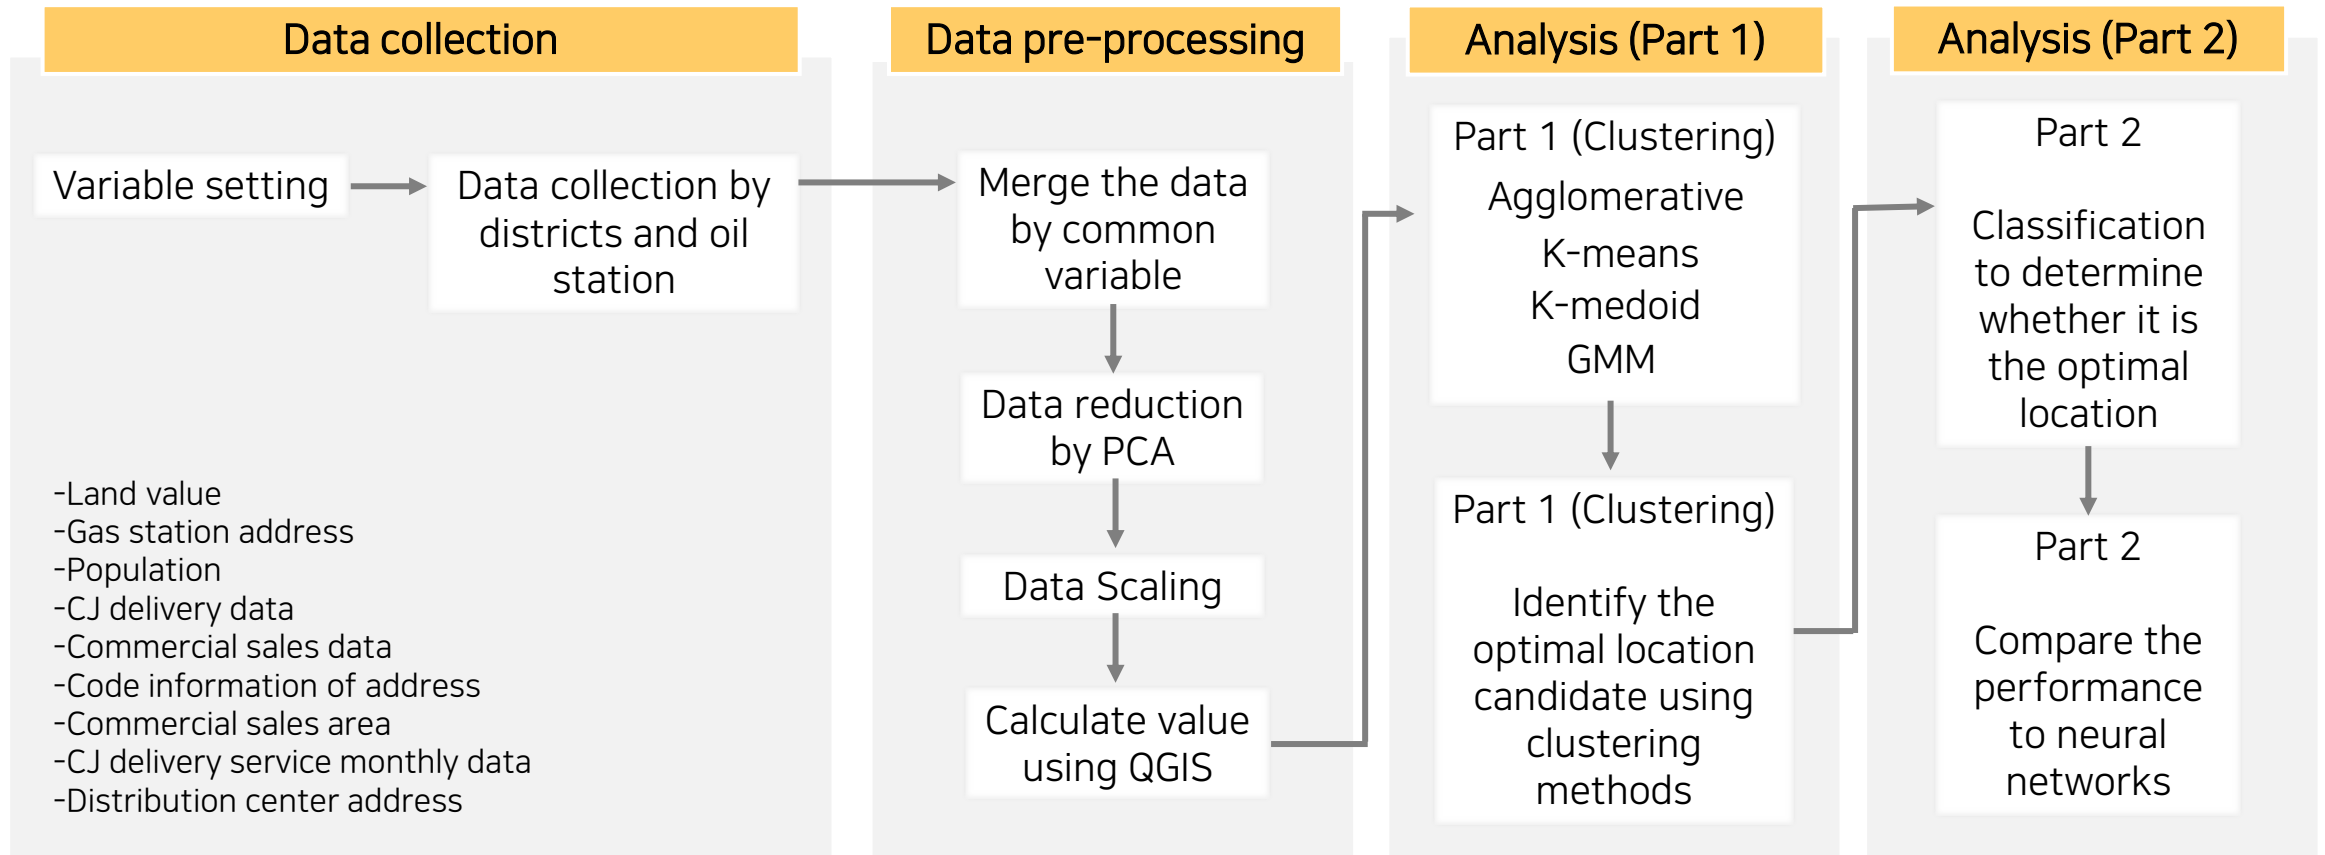 Data collection
Variable setting
Data collection by
districts and oil
station
-Land value
-Gas station address
-Population
-CJ delivery data
-Commercial sales data
-Code information of address
-Commercial sales area
-CJ delivery service monthly data
-Distribution center address
Data pre-processing
Merge the data
by common
variable
Data reduction
by PCA
Data Scaling
Calculate value
using QGIS
Analysis (Part 1)
Part 1 (Clustering)
Agglomerative
K-means
K-medoid
GMM
Part 1 (Clustering)
Identify the
optimal location
candidate using
clustering
methods
Analysis (Part 2)
Part 2
Classification
to determine
whether it is
the optimal
location
Part 2
Compare the
performance
to neural
networks